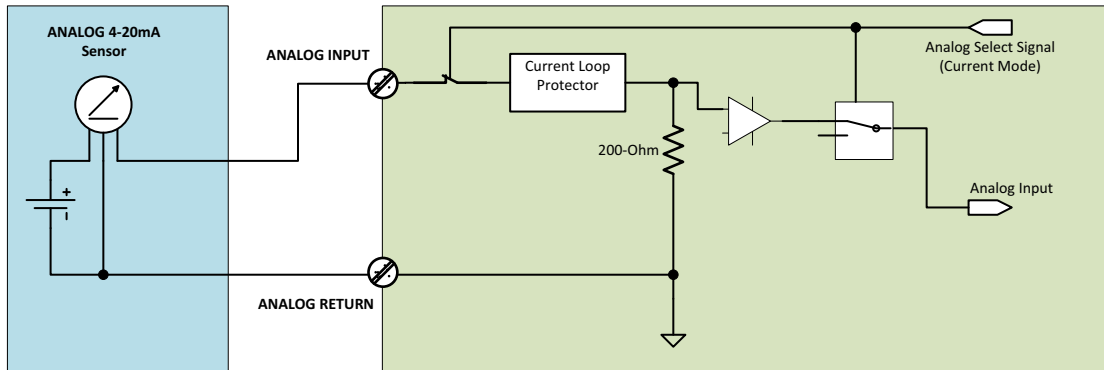 ANALOG 4-20mA
Sensor
ANALOG INPUT
Current Loop
Protector
Analog Select Signal
(Current Mode)
200-Ohm
Analog Input
ANALOG RETURN
+
-